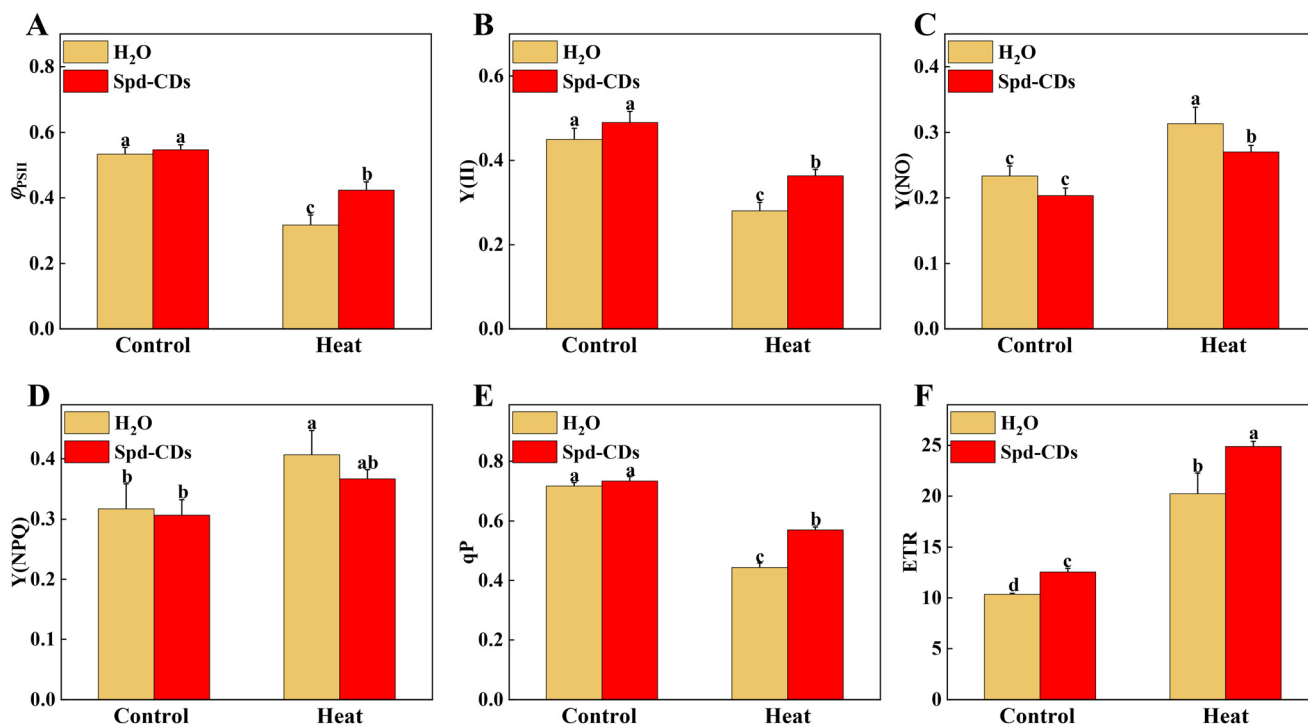 A
H₂O
Spd-CDs
φPSII
0.8
0.6
0.4
0.2
0.0
a
a
c
b
Control
Heat
B
H₂O
Spd-CDs
Y(II)
0.6
0.4
0.2
0.0
a
a
c
b
Control
Heat
C
H₂O
Spd-CDs
Y(NO)
0.4
0.3
0.2
0.1
0.0
c
c
a
b
Control
Heat
D
H₂O
Spd-CDs
Y(NPQ)
0.4
0.3
0.2
0.1
0.0
b
b
a
ab
Control
Heat
E
H₂O
Spd-CDs
qP
0.8
0.6
0.4
0.2
0.0
a
a
c
b
Control
Heat
F
H₂O
Spd-CDs
ETR
25
20
15
10
5
0
d
c
b
a
Control
Heat